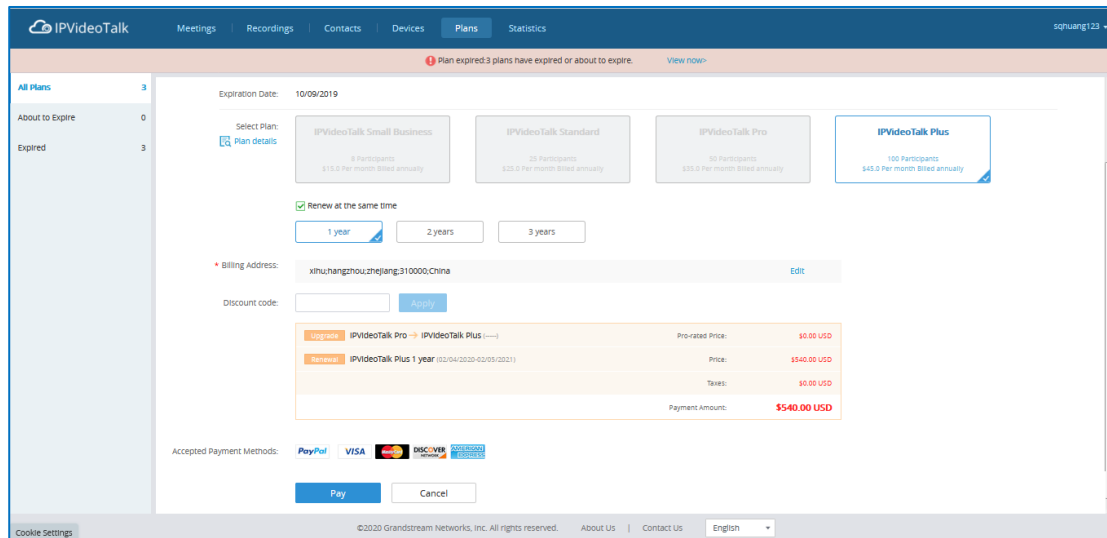 IPVideoTalk
Meetings Recordings Contacts Devices Plans Statistics
sqhuang123
Plan expired:3 plans have expired or about to expire. View now>
All Plans 3
About to Expire 0
Expired 3
Expiration Date: 10/09/2019
Select Plan:
Plan details
IPVideoTalk Small Business
8 Participants
$15.0 Per month Billed annually
IPVideoTalk Standard
25 Participants
$25.0 Per month Billed annually
IPVideoTalk Pro
50 Participants
$35.0 Per month Billed annually
IPVideoTalk Plus
100 Participants
$45.0 Per month Billed annually
Renew at the same time
1 year 2 years 3 years
* Billing Address: xihu;hangzhou;zhejiang;310000;China Edit
Discount code: Apply
Upgrade IPVideoTalk Pro → IPVideoTalk Plus (----) Pro-rated Price: $0.00 USD
Renewal IPVideoTalk Plus 1 year (02/04/2020-02/05/2021) Price: $540.00 USD
Taxes: $0.00 USD
Payment Amount: $540.00 USD
Accepted Payment Methods: PayPal VISA MasterCard DISCOVER NETWORK AMERICAN EXPRESS
Pay Cancel
©2020 Grandstream Networks, Inc. All rights reserved. About Us | Contact Us English
Cookie Settings